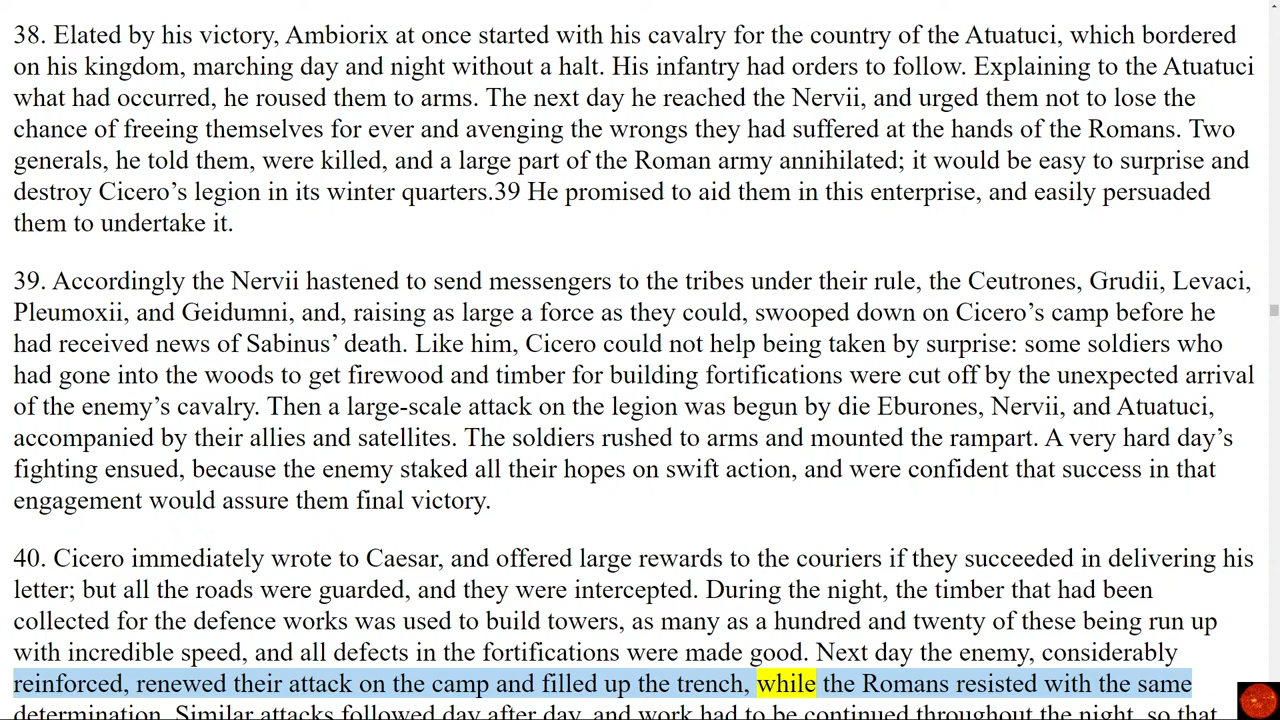 38. Elated by his victory, Ambiorix at once started with his cavalry for the country of the Atuatuci, which bordered
on his kingdom, marching day and night without a halt. His infantry had orders to follow. Explaining to the Atuatuci
what had occurred, he roused them to arms. The next day he reached the Nervii, and urged them not to lose the
chance of freeing themselves for ever and avenging the wrongs they had suffered at the hands of the Romans. Two
generals, he told them, were killed, and a large part of the Roman army annihilated; it would be easy to surprise and
destroy Cicero’s legion in its winter quarters.39 He promised to aid them in this enterprise, and easily persuaded
them to undertake it.
39. Accordingly the Nervii hastened to send messengers to the tribes under their rule, the Ceutrones, Grudii, Levaci,
Pleumoxii, and Geidumni, and, raising as large a force as they could, swooped down on Cicero’s camp before he
had received news of Sabinus’ death. Like him, Cicero could not help being taken by surprise: some soldiers who
had gone into the woods to get firewood and timber for building fortifications were cut off by the unexpected arrival
of the enemy’s cavalry. Then a large-scale attack on the legion was begun by die Eburones, Nervii, and Atuatuci,
accompanied by their allies and satellites. The soldiers rushed to arms and mounted the rampart. A very hard day’s
fighting ensued, because the enemy staked all their hopes on swift action, and were confident that success in that
engagement would assure them final victory.
40. Cicero immediately wrote to Caesar, and offered large rewards to the couriers if they succeeded in delivering his
letter; but all the roads were guarded, and they were intercepted. During the night, the timber that had been
collected for the defence works was used to build towers, as many as a hundred and twenty of these being run up
with incredible speed, and all defects in the fortifications were made good. Next day the enemy, considerably
reinforced, renewed their attack on the camp and filled up the trench, while the Romans resisted with the same
determination. Similar attacks followed day after day, and work had to be continued throughout the night, so that